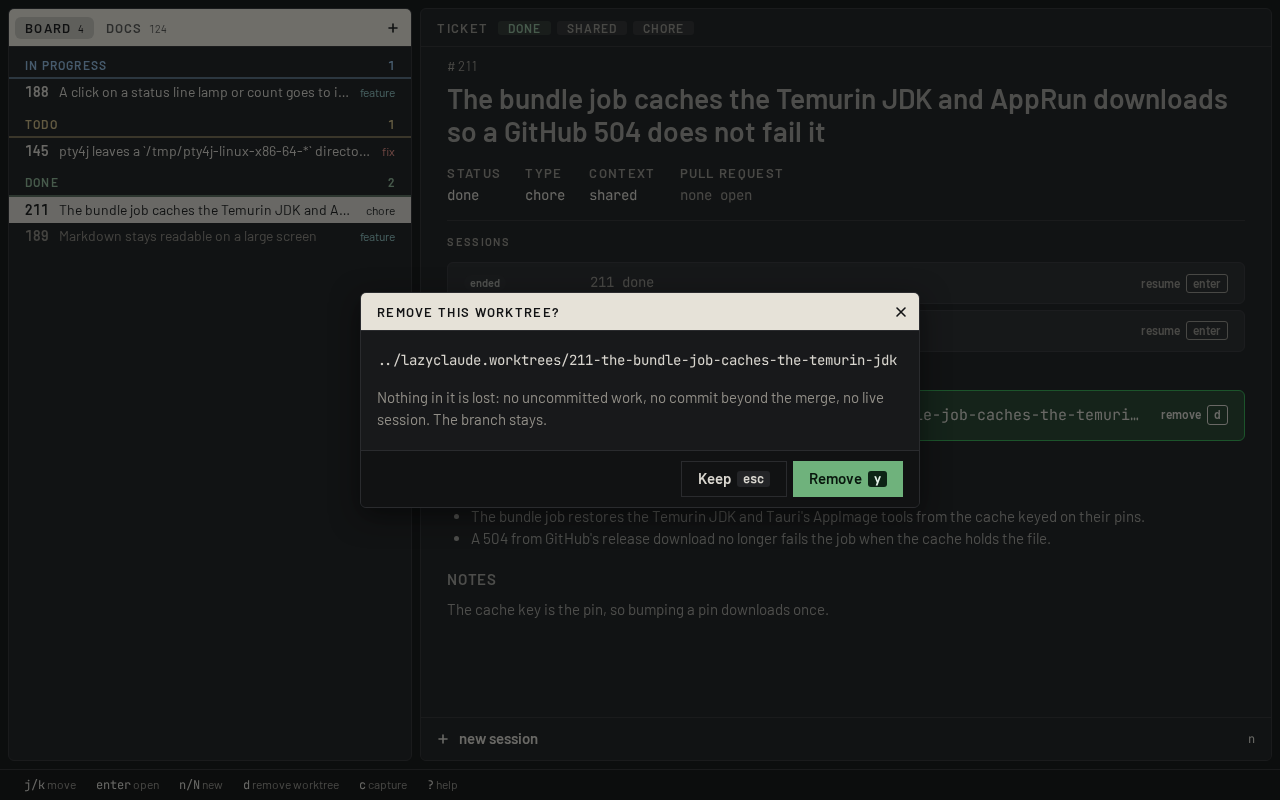 BOARD 4 DOCS 124 +
IN PROGRESS 1
188 A click on a status line lamp or count goes to i... feature
TODO 1
145 pty4j leaves a `/tmp/pty4j-linux-x86-64-*` directo... fix
DONE 2
211 The bundle job caches the Temurin JDK and A... chore
189 Markdown stays readable on a large screen feature
TICKET DONE SHARED CHORE
#211
The bundle job caches the Temurin JDK and AppRun downloads
so a GitHub 504 does not fail it
STATUS TYPE CONTEXT PULL REQUEST
done chore shared none open
SESSIONS
ended 211 done resume enter
resume enter
REMOVE THIS WORKTREE? ✕
../lazyclaude.worktrees/211-the-bundle-job-caches-the-temurin-jdk
Nothing in it is lost: no uncommitted work, no commit beyond the merge, no live
session. The branch stays.
Keep esc Remove y
le-job-caches-the-temuri... remove d
• The bundle job restores the Temurin JDK and Tauri's AppImage tools from the cache keyed on their pins.
• A 504 from GitHub's release download no longer fails the job when the cache holds the file.
NOTES
The cache key is the pin, so bumping a pin downloads once.
+ new session n
j/k move enter open n/N new d remove worktree c capture ? help